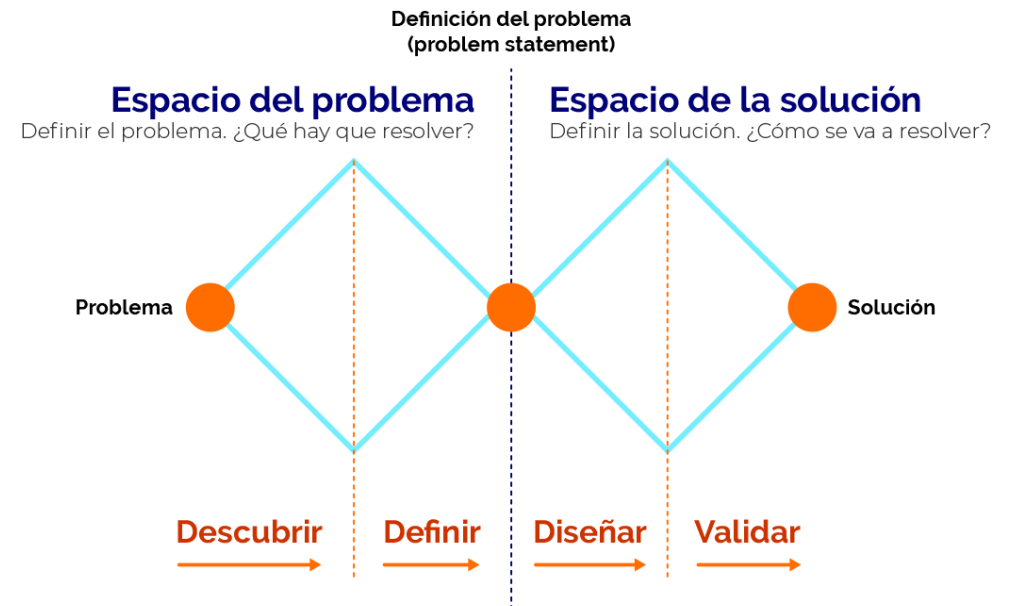 Definición del problema
(problem statement)
Espacio del problema
Definir el problema. ¿Qué hay que resolver?
Espacio de la solución
Definir la solución. ¿Cómo se va a resolver?
Problema
Solución
Descubrir
Definir
Diseñar
Validar